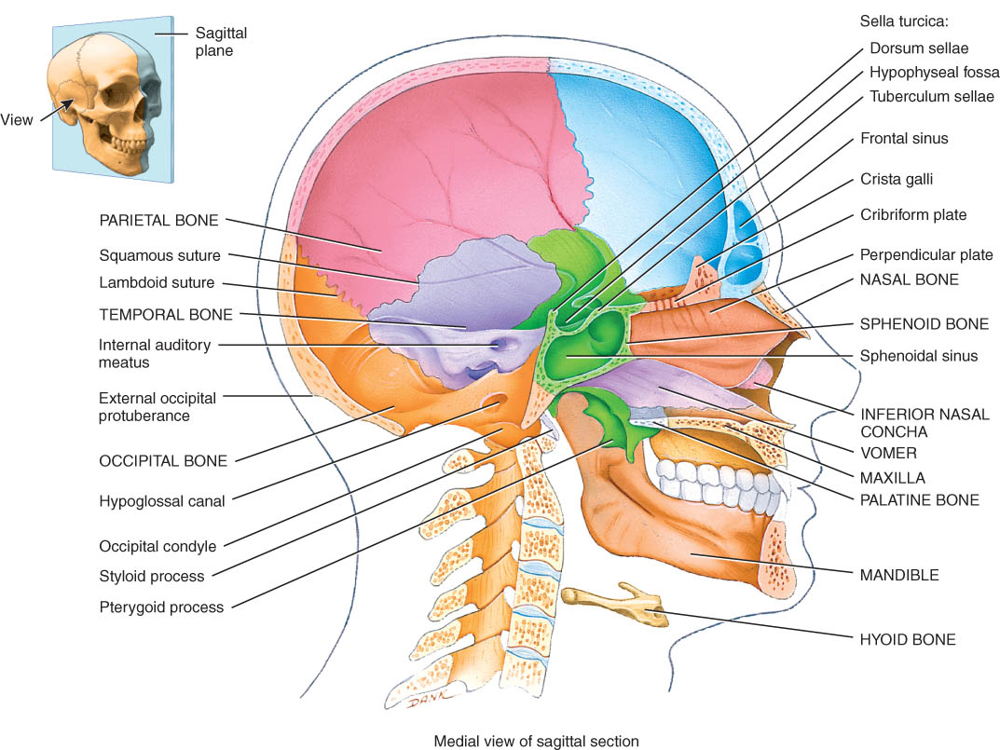 Sagittal
plane
View
PARIETAL BONE
Squamous suture
Lambdoid suture
TEMPORAL BONE
Internal auditory
meatus
External occipital
protuberance
OCCIPITAL BONE
Hypoglossal canal
Occipital condyle
Styloid process
Pterygoid process
Sella turcica:
Dorsum sellae
Hypophyseal fossa
Tuberculum sellae
Frontal sinus
Crista galli
Cribriform plate
Perpendicular plate
NASAL BONE
SPHENOID BONE
Sphenoidal sinus
INFERIOR NASAL
CONCHA
VOMER
MAXILLA
PALATINE BONE
MANDIBLE
HYOID BONE
DANK
Medial view of sagittal section